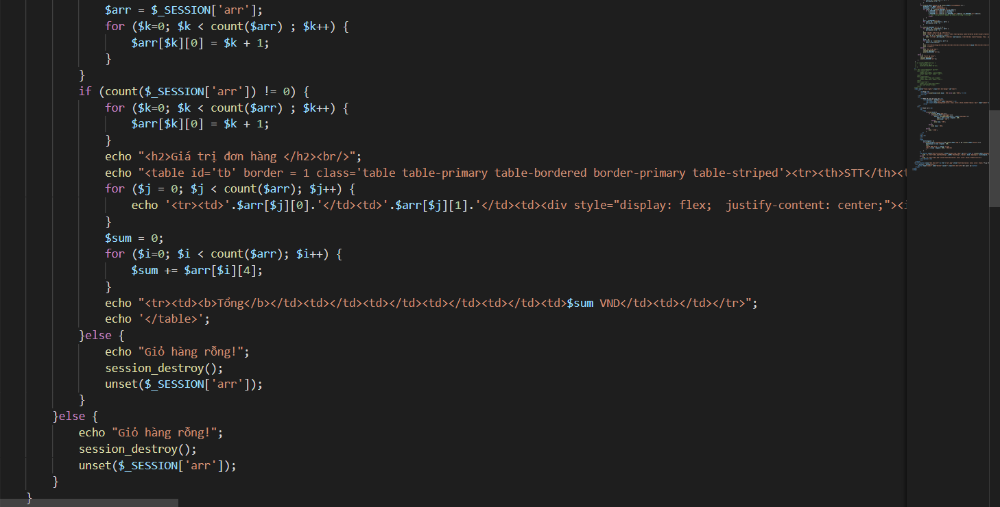 $arr = $_SESSION['arr'];
for ($k=0; $k < count($arr) ; $k++) {
$arr[$k][0] = $k + 1;
}
}
if (count($_SESSION['arr']) != 0) {
for ($k=0; $k < count($arr) ; $k++) {
$arr[$k][0] = $k + 1;
}
echo "<h2>Giá trị đơn hàng </h2><br/>";
echo "<table id='tb' border = 1 class='table table-primary table-bordered border-primary table-striped'><tr><th>STT</th><t
for ($j = 0; $j < count($arr); $j++) {
echo '<tr><td>'.$arr[$j][0].'</td><td>'.$arr[$j][1].'</td><td><div style="display: flex;  justify-content: center;"><i
}
$sum = 0;
for ($i=0; $i < count($arr); $i++) {
$sum += $arr[$i][4];
}
echo "<tr><td><b>Tổng</b></td><td></td><td></td><td></td><td></td><td>$sum VND</td><td></td></tr>";
echo '</table>';
}else {
echo "Giỏ hàng rỗng!";
session_destroy();
unset($_SESSION['arr']);
}
}else {
echo "Giỏ hàng rỗng!";
session_destroy();
unset($_SESSION['arr']);
}
}